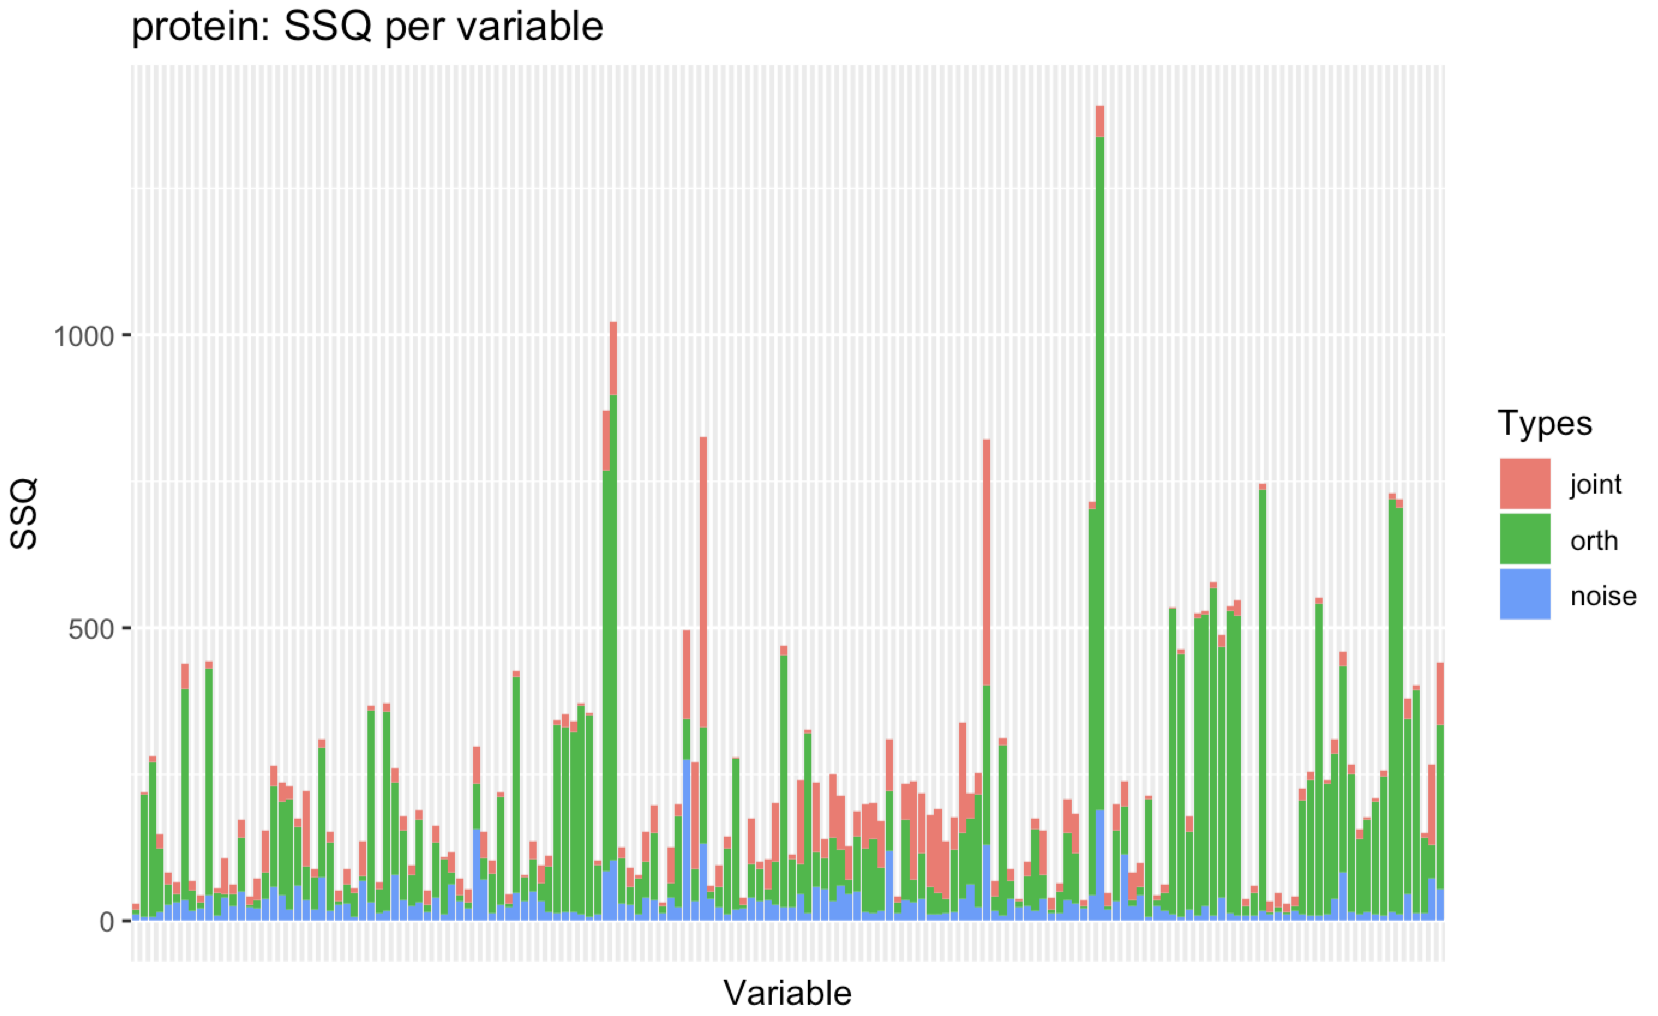 protein: SSQ per variable
SSQ
1000
500
0
Variable
Types
joint
orth
noise